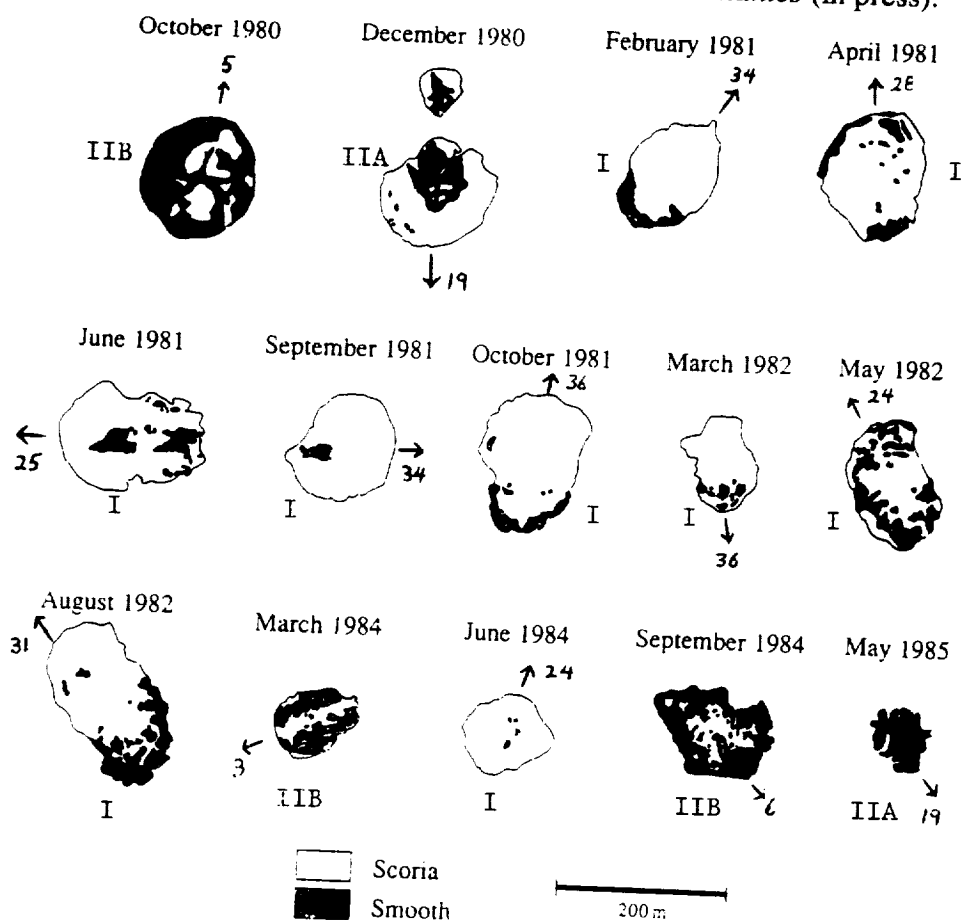 (in press).
October 1980
December 1980
February 1981
April 1981
5
34
28
IIB
IIA
I
I
19
June 1981
September 1981
October 1981
March 1982
May 1982
36
24
25
34
I
I
I
I
I
36
August 1982
March 1984
June 1984
September 1984
May 1985
31
24
3
IIB
I
6
I
IIB
IIA
19
Scoria
Smooth
200 m